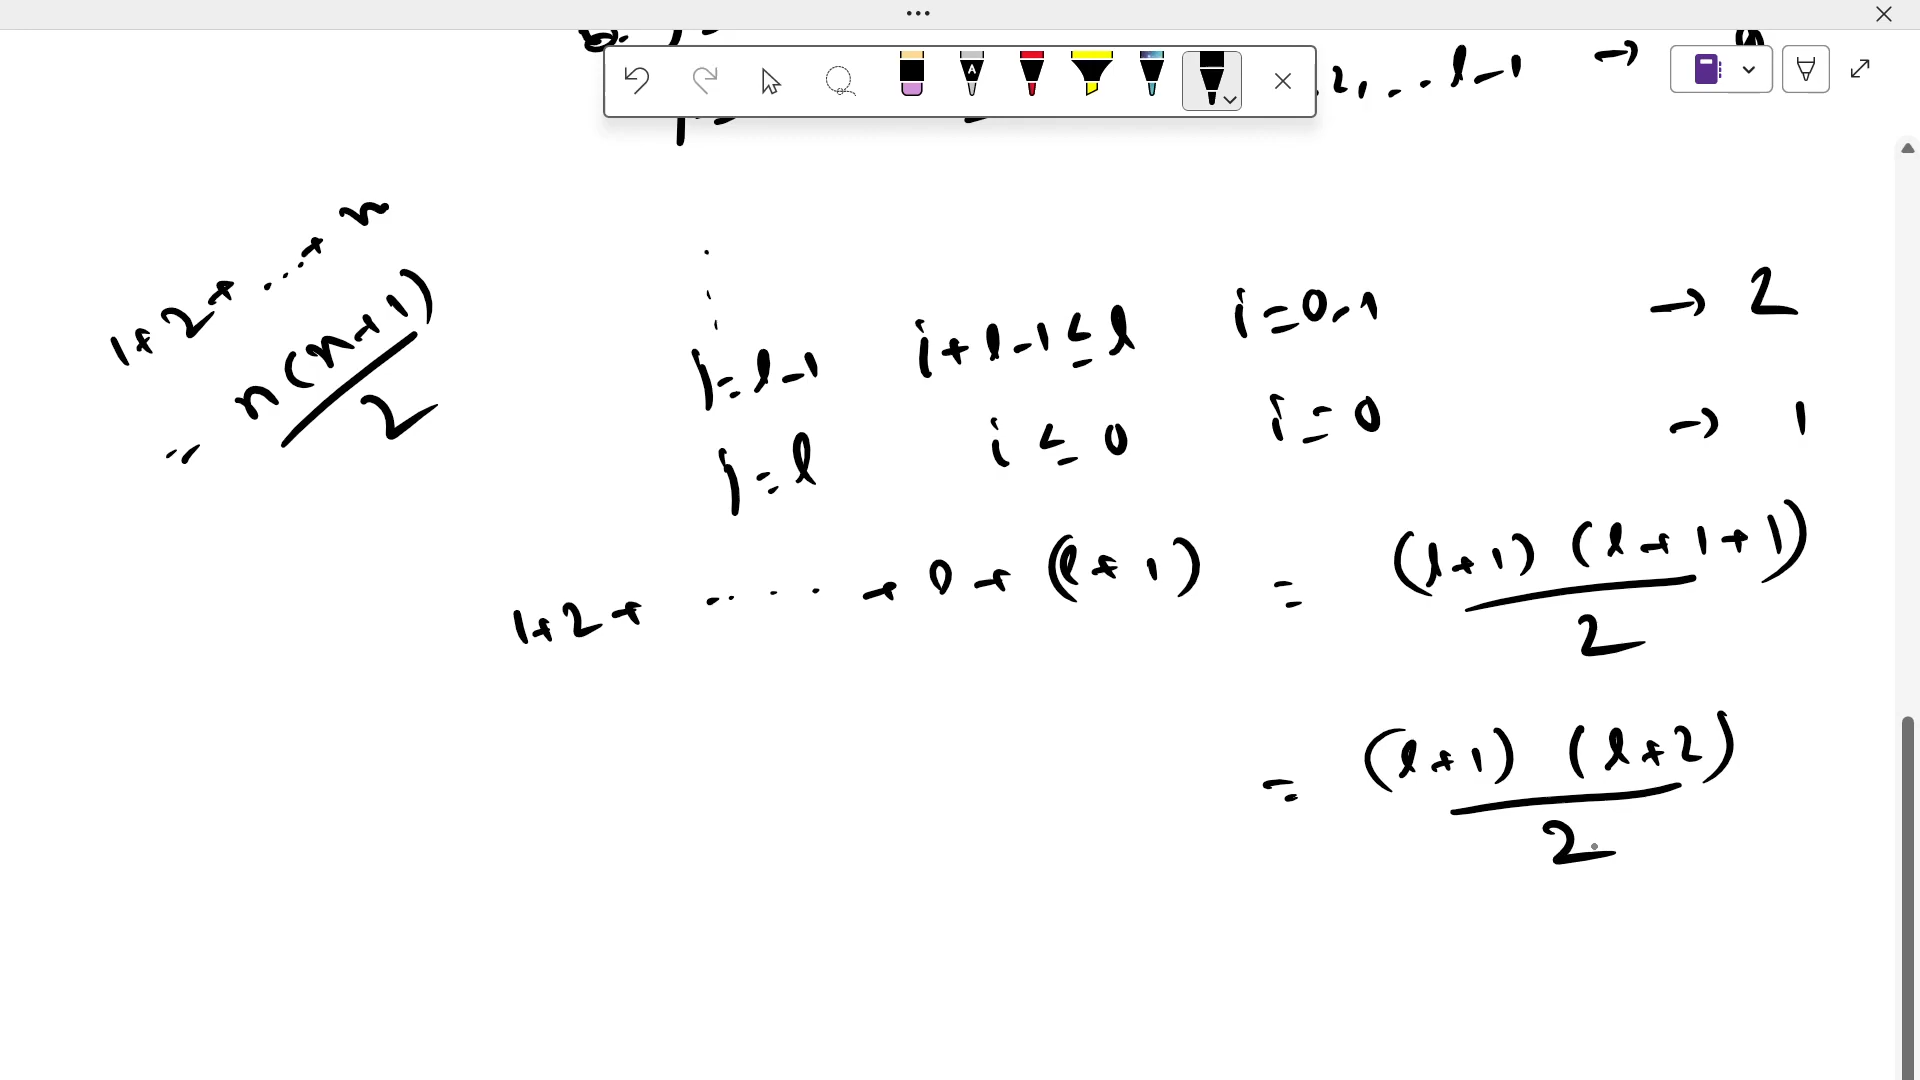 2, ... l-1 →
1+2+ ... + n
= n(n+1)/2
j = l-1 i+l-1 ≤ l i = 0,1 → 2
j = l i ≤ 0 i = 0 → 1
1+2+ ..... + l + (l+1) = (l+1)(l+1+1)/2
= (l+1)(l+2)/2